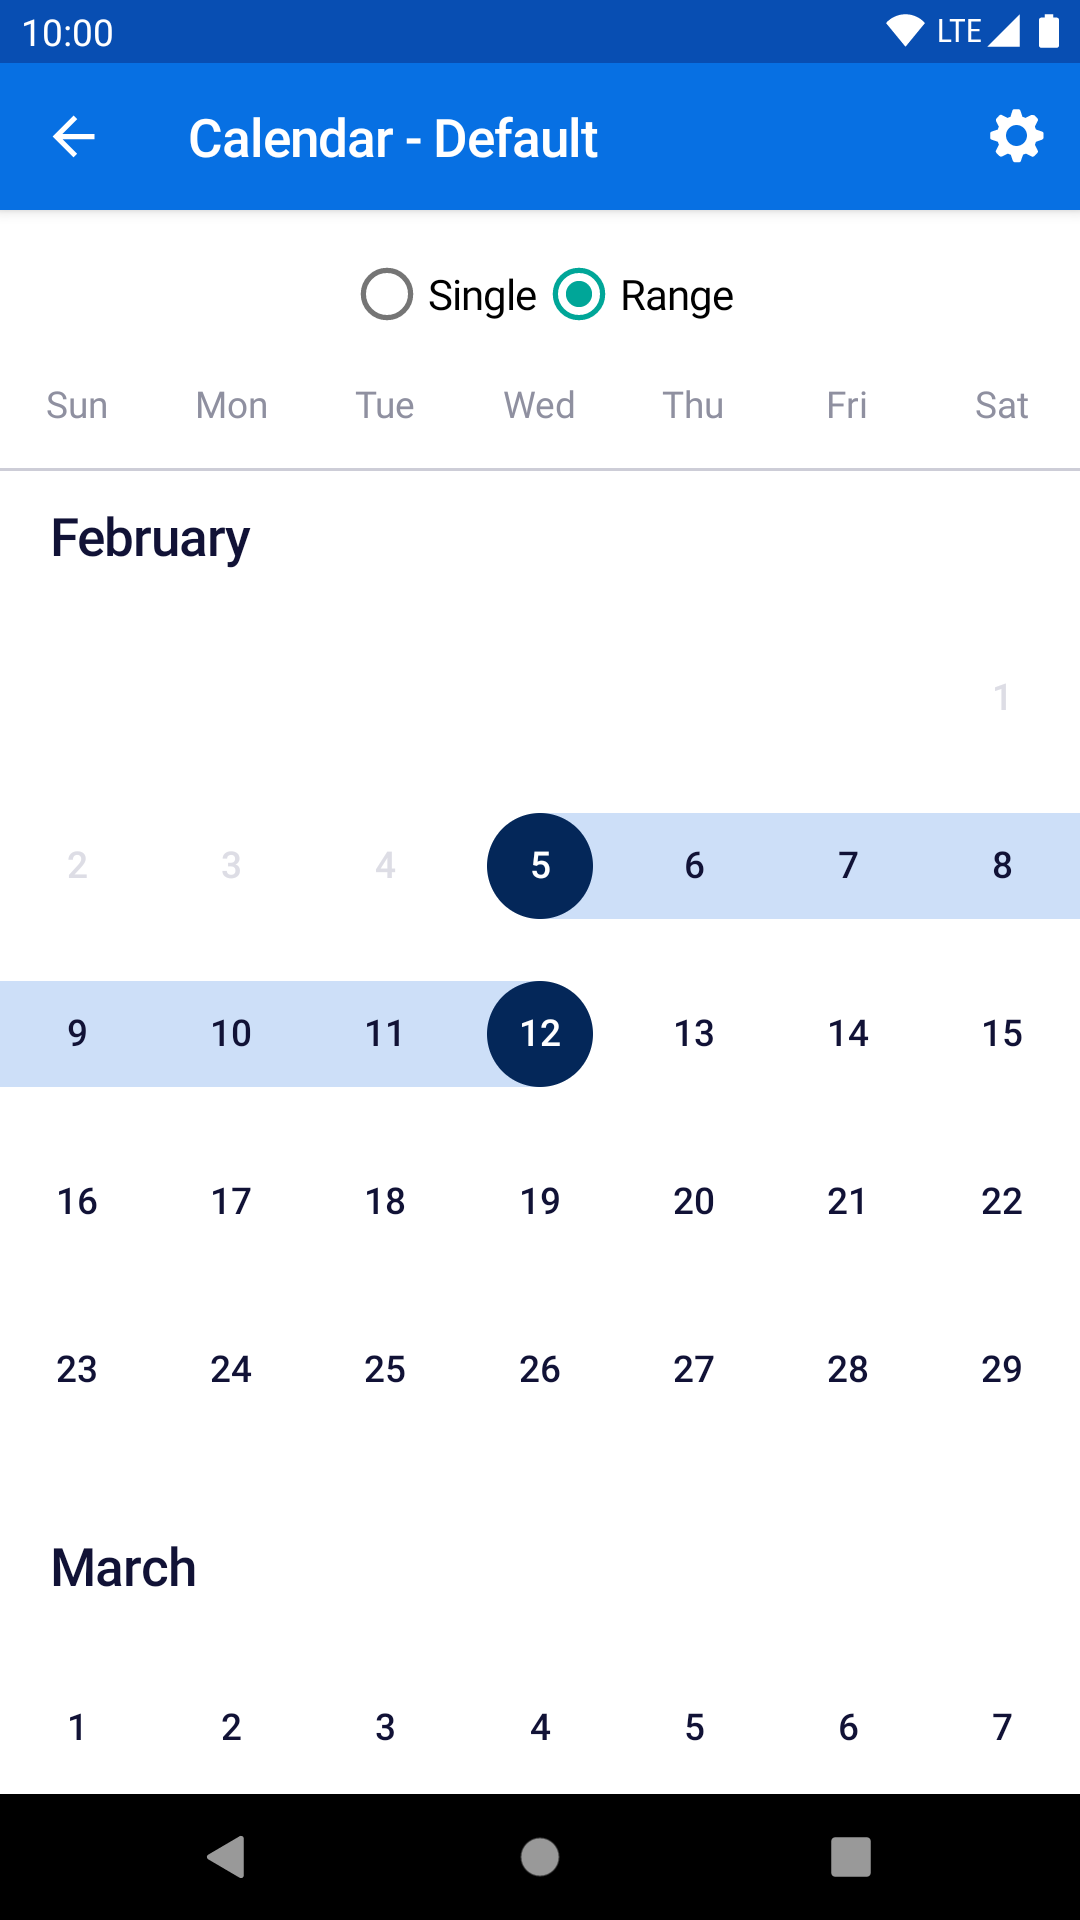 10:00 LTE
Calendar - Default
Single Range
Sun Mon Tue Wed Thu Fri Sat
February
1
2 3 4 5 6 7 8
9 10 11 12 13 14 15
16 17 18 19 20 21 22
23 24 25 26 27 28 29
March
1 2 3 4 5 6 7